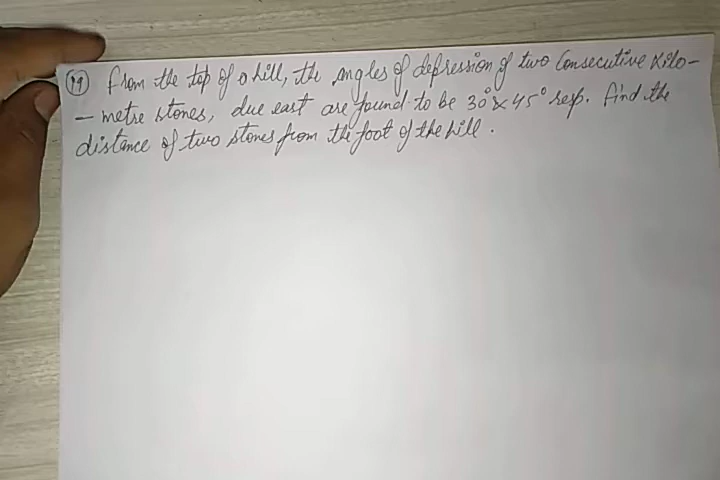 (19) From the top of a hill, the angles of depression of two Consecutive Kilo-
- metre stones, due east are found to be 30° & 45° resp. find the
distance of two stones from the foot of the hill.